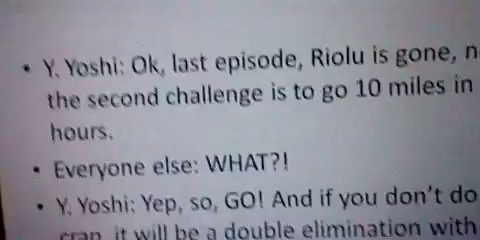 • Y. Yoshi: Ok, last episode, Riolu is gone, n
the second challenge is to go 10 miles in
hours.
• Everyone else: WHAT?!
• Y. Yoshi: Yep, so, GO! And if you don't do
crap, it will be a double elimination with